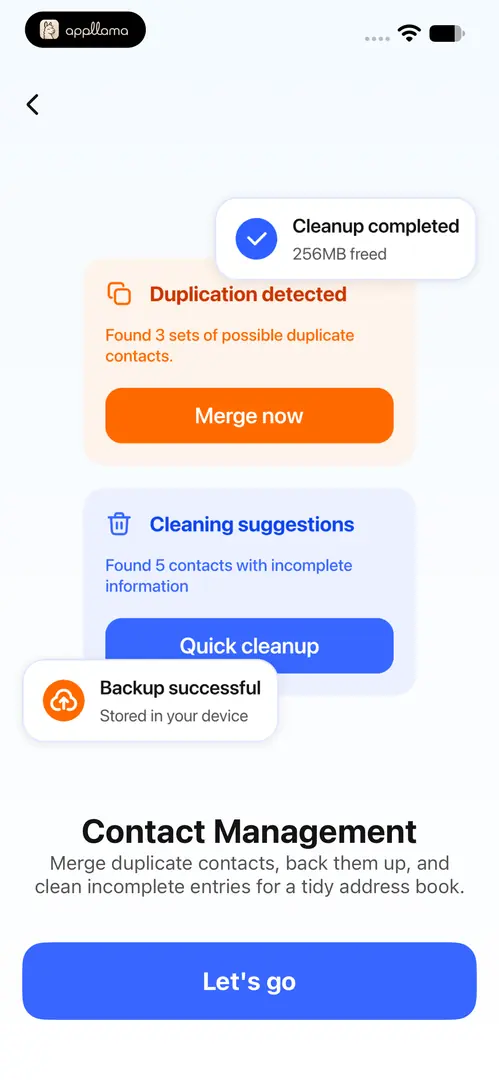 appllama
Cleanup completed
256MB freed
Duplication detected
Found 3 sets of possible duplicate
contacts.
Merge now
Cleaning suggestions
Found 5 contacts with incomplete
information
Quick cleanup
Backup successful
Stored in your device
Contact Management
Merge duplicate contacts, back them up, and
clean incomplete entries for a tidy address book.
Let's go